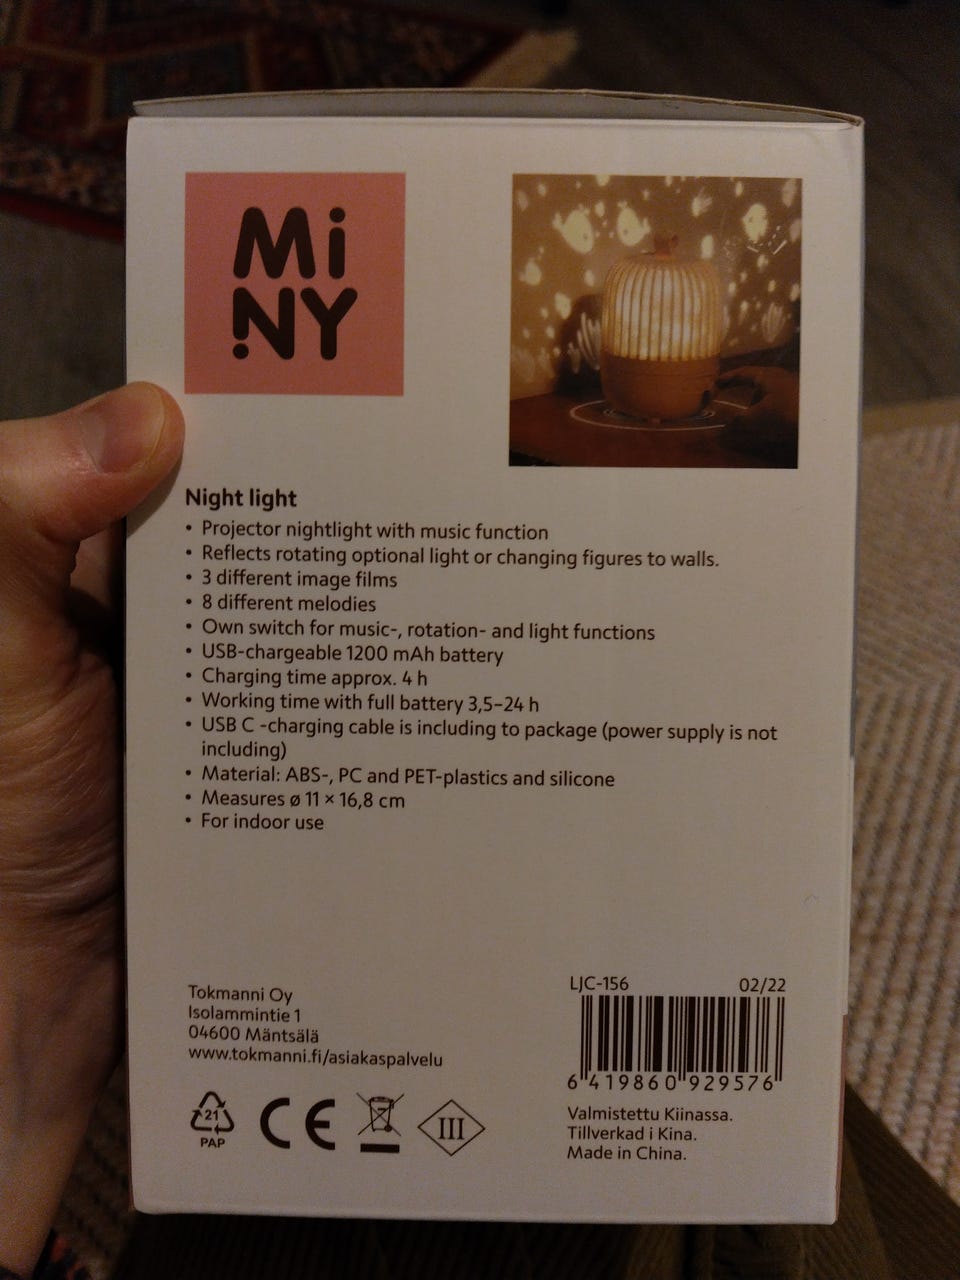 Mi
NY
Night light
• Projector nightlight with music function
• Reflects rotating optional light or changing figures to walls.
• 3 different image films
• 8 different melodies
• Own switch for music-, rotation- and light functions
• USB-chargeable 1200 mAh battery
• Charging time approx. 4 h
• Working time with full battery 3,5–24 h
• USB C -charging cable is including to package (power supply is not
including)
• Material: ABS-, PC and PET-plastics and silicone
• Measures ø 11 × 16,8 cm
• For indoor use
Tokmanni Oy
Isolammintie 1
04600 Mäntsälä
www.tokmanni.fi/asiakaspalvelu
21
PAP
CE
III
LJC-156 02/22
6 419860 929576
Valmistettu Kiinassa.
Tillverkad i Kina.
Made in China.